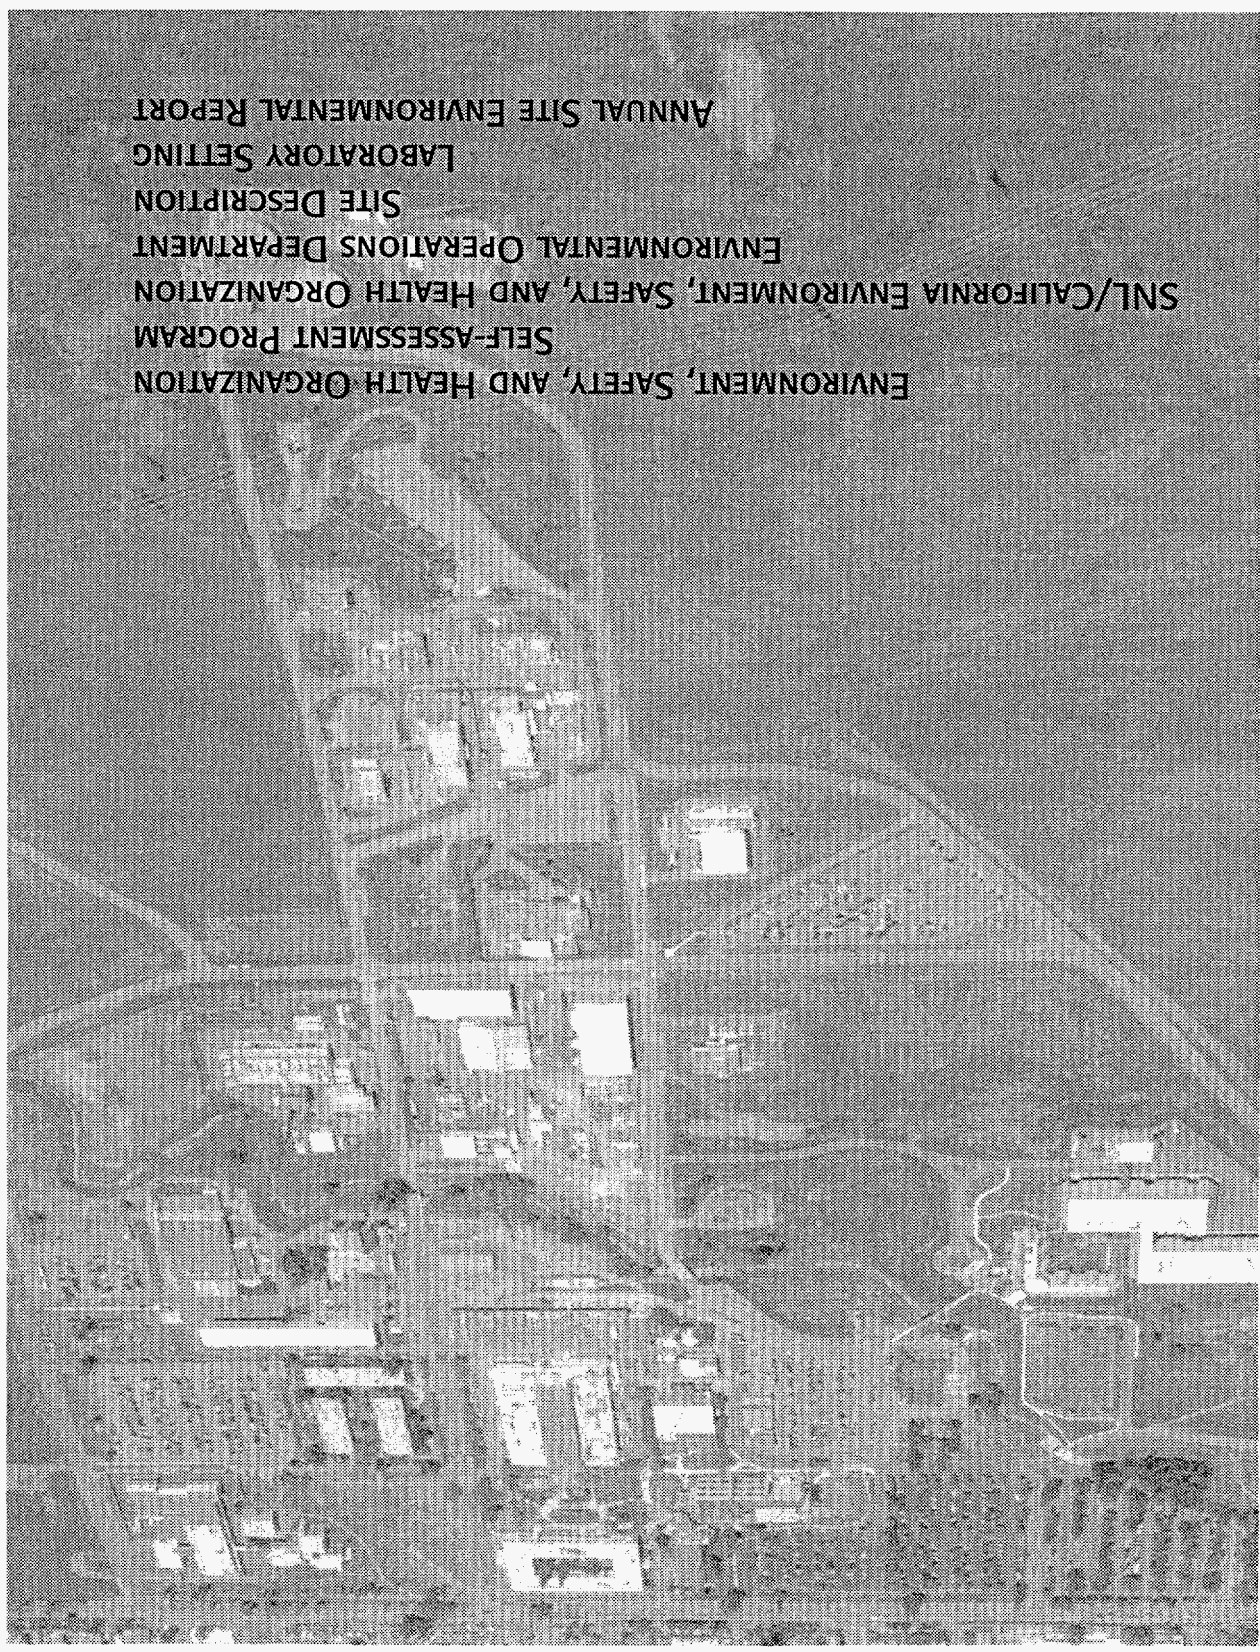 ENVIRONMENT, SAFETY, AND HEALTH ORGANIZATION
SELF-ASSESSMENT PROGRAM
SNL/CALIFORNIA ENVIRONMENT, SAFETY, AND HEALTH ORGANIZATION
ENVIRONMENTAL OPERATIONS DEPARTMENT
SITE DESCRIPTION
LABORATORY SETTING
ANNUAL SITE ENVIRONMENTAL REPORT